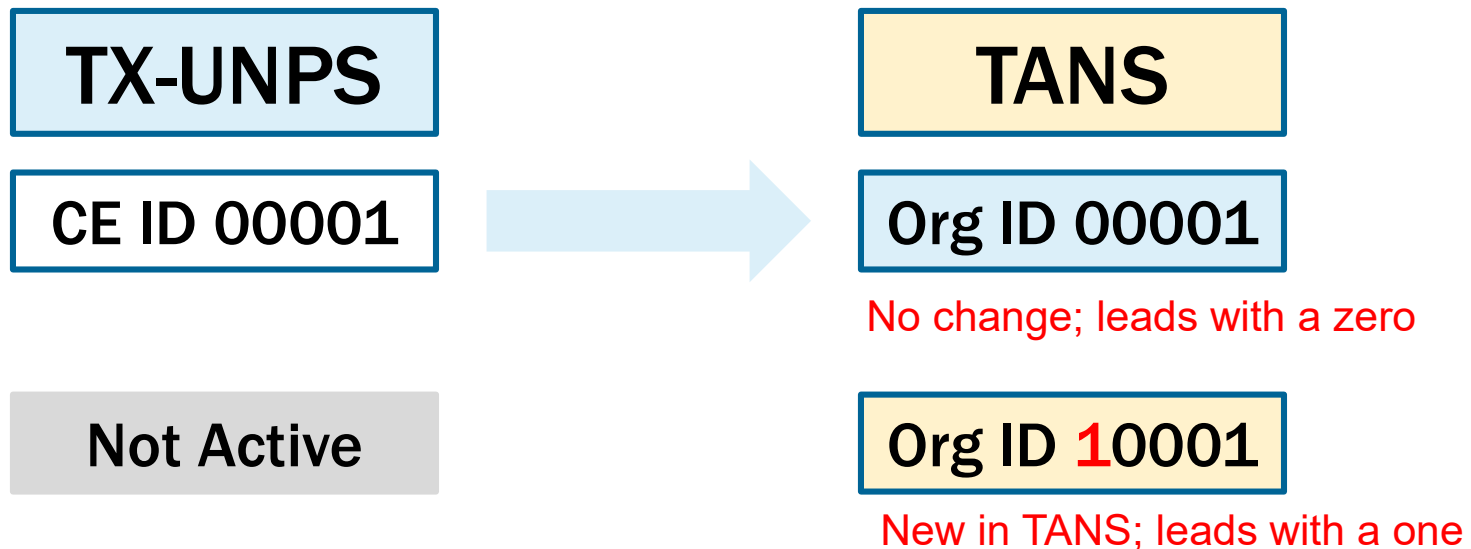 TX-UNPS
TANS
CE ID 00001
Org ID 00001
No change; leads with a zero
Not Active
Org ID 10001
New in TANS; leads with a one